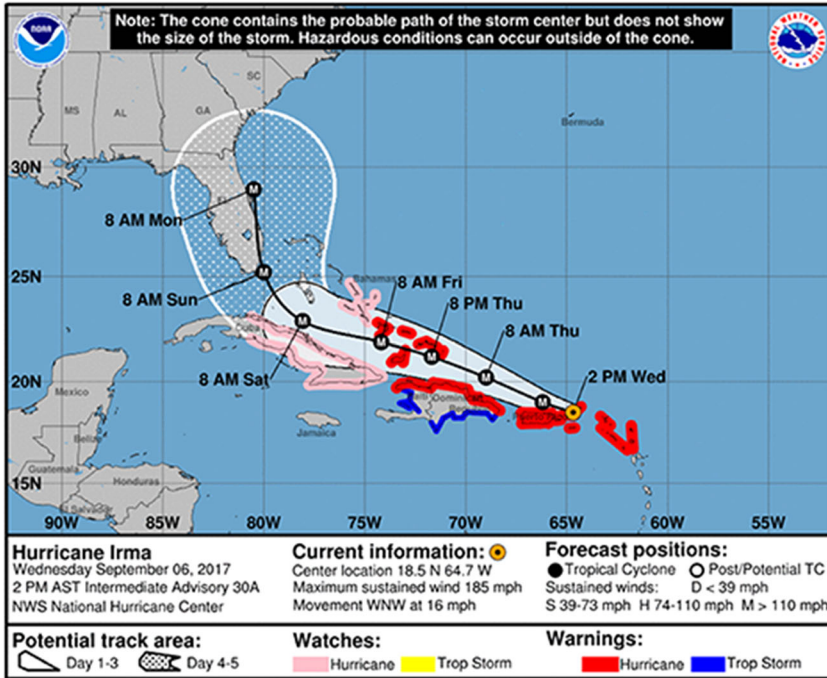 Note: The cone contains the probable path of the storm center but does not show
the size of the storm. Hazardous conditions can occur outside of the cone.
NOAA
NATIONAL WEATHER SERVICE
SC
MS
AL
GA
Bermuda
30N
M
8 AM Mon
FL
25N
M
8 AM Sun
Bahamas
8 AM Fri
8 PM Thu
8 AM Thu
M
M
M
M
M
Cuba
8 AM Sat
2 PM Wed
20N
Mexico
Haiti
Dominican
Jamaica
Belize
15N
Guatemala
Honduras
El Salvador
90W
85W
80W
75W
70W
65W
60W
55W
Hurricane Irma
Wednesday September 06, 2017
2 PM AST Intermediate Advisory 30A
NWS National Hurricane Center
Current information:
Center location 18.5 N 64.7 W
Maximum sustained wind 185 mph
Movement WNW at 16 mph
Forecast positions:
Tropical Cyclone Post/Potential TC
Sustained winds: D < 39 mph
S 39-73 mph H 74-110 mph M > 110 mph
Potential track area:
Day 1-3 Day 4-5
Watches:
Hurricane Trop Storm
Warnings:
Hurricane Trop Storm